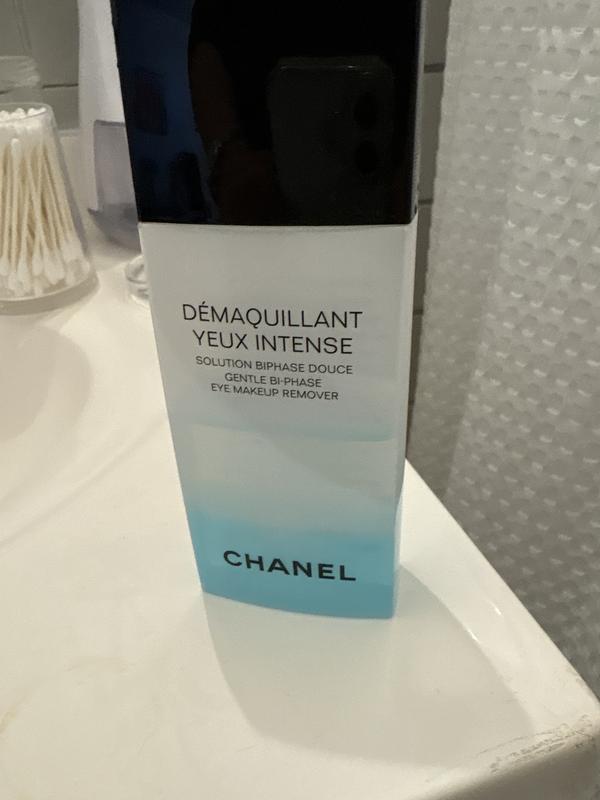 DÉMAQUILLANT
YEUX INTENSE
SOLUTION BIPHASE DOUCE
GENTLE BI-PHASE
EYE MAKEUP REMOVER
CHANEL